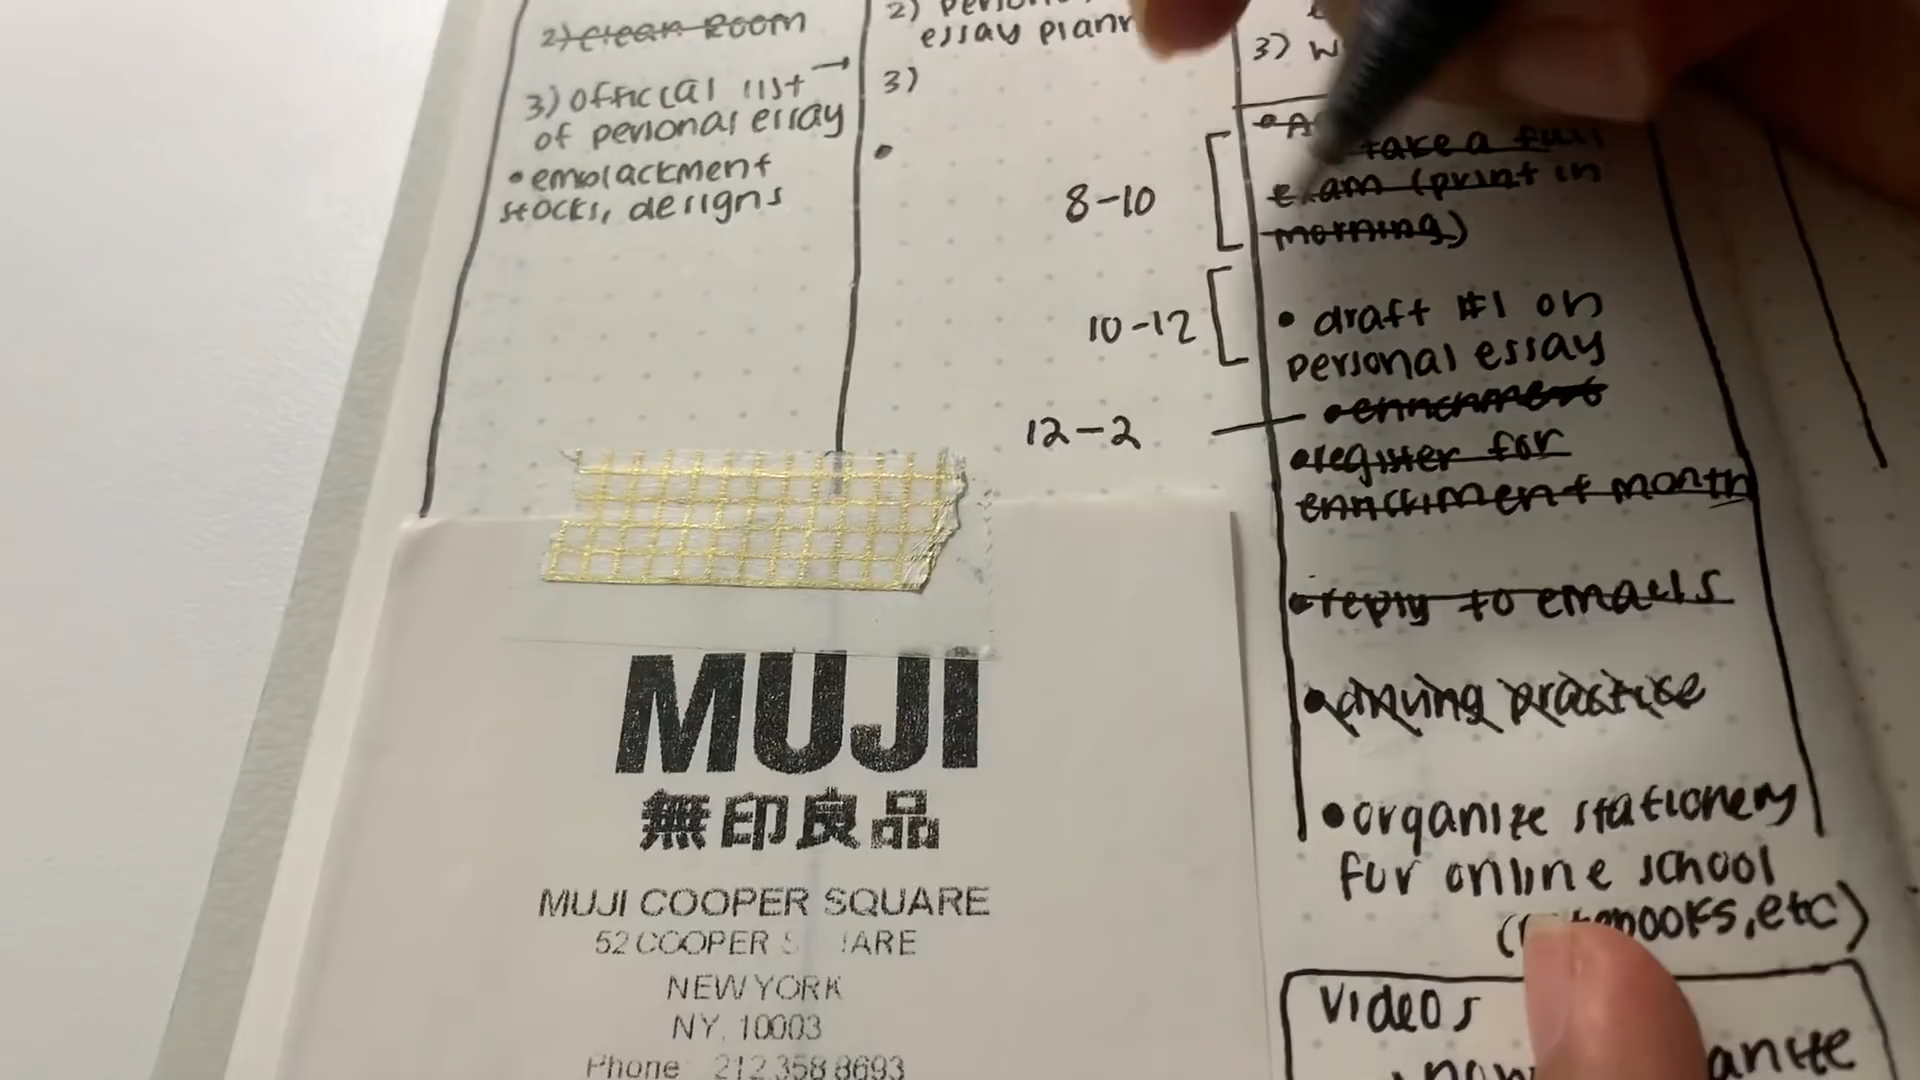 2) clean Room
3) official list →
of personal essay
• emplackment
stocks, designs
2)
essay plann
3)
•
8-10
10-12
12-2
3) W
take a full
exam (print in
morning)
• draft #1 on
personal essay
• enrichment
• register for
enrichment month
• reply to emails
• driving practice
• organize stationery
for online school
etc)
Videos
MUJI
無印良品
MUJI COOPER SQUARE
52 COOPER S IARE
NEW YORK
NY, 10003
Phone 212.358.8693